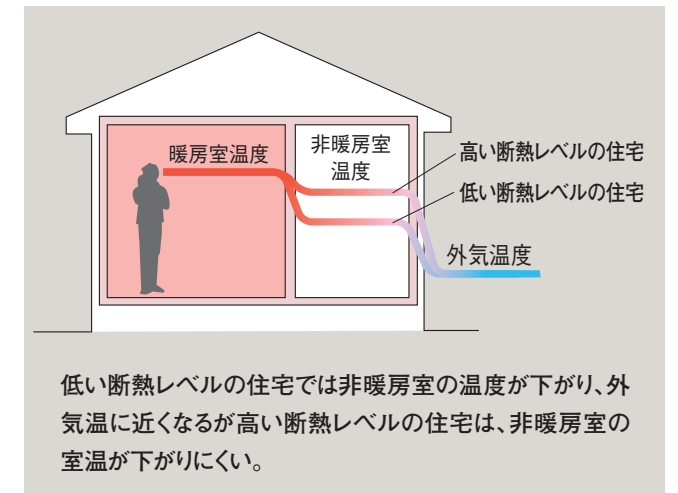 暖房室温度
非暖房室
温度
高い断熱レベルの住宅
低い断熱レベルの住宅
外気温度
低い断熱レベルの住宅では非暖房室の温度が下がり、外
気温に近くなるが高い断熱レベルの住宅は、非暖房室の
室温が下がりにくい。